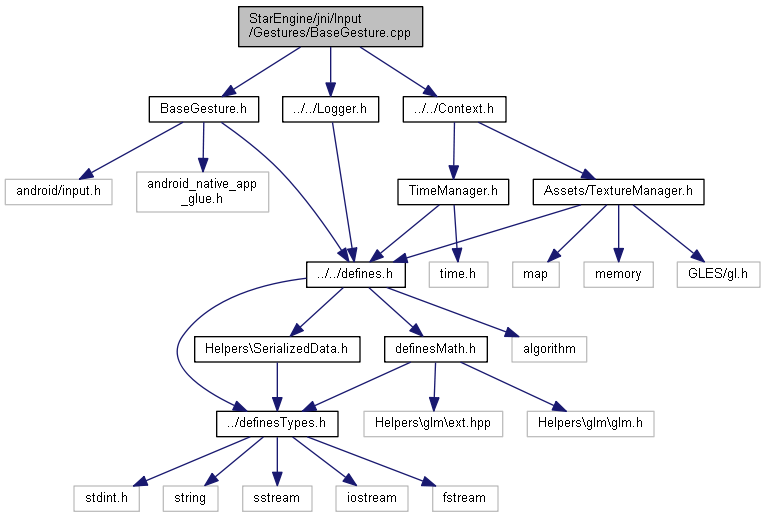 StarEngine/jni/Input
/Gestures/BaseGesture.cpp
BaseGesture.h
../../Logger.h
../../Context.h
android/input.h
android_native_app
_glue.h
TimeManager.h
Assets/TextureManager.h
../../defines.h
time.h
map
memory
GLES/gl.h
Helpers\SerializedData.h
definesMath.h
algorithm
../definesTypes.h
Helpers\glm\ext.hpp
Helpers\glm\glm.h
stdint.h
string
sstream
iostream
fstream